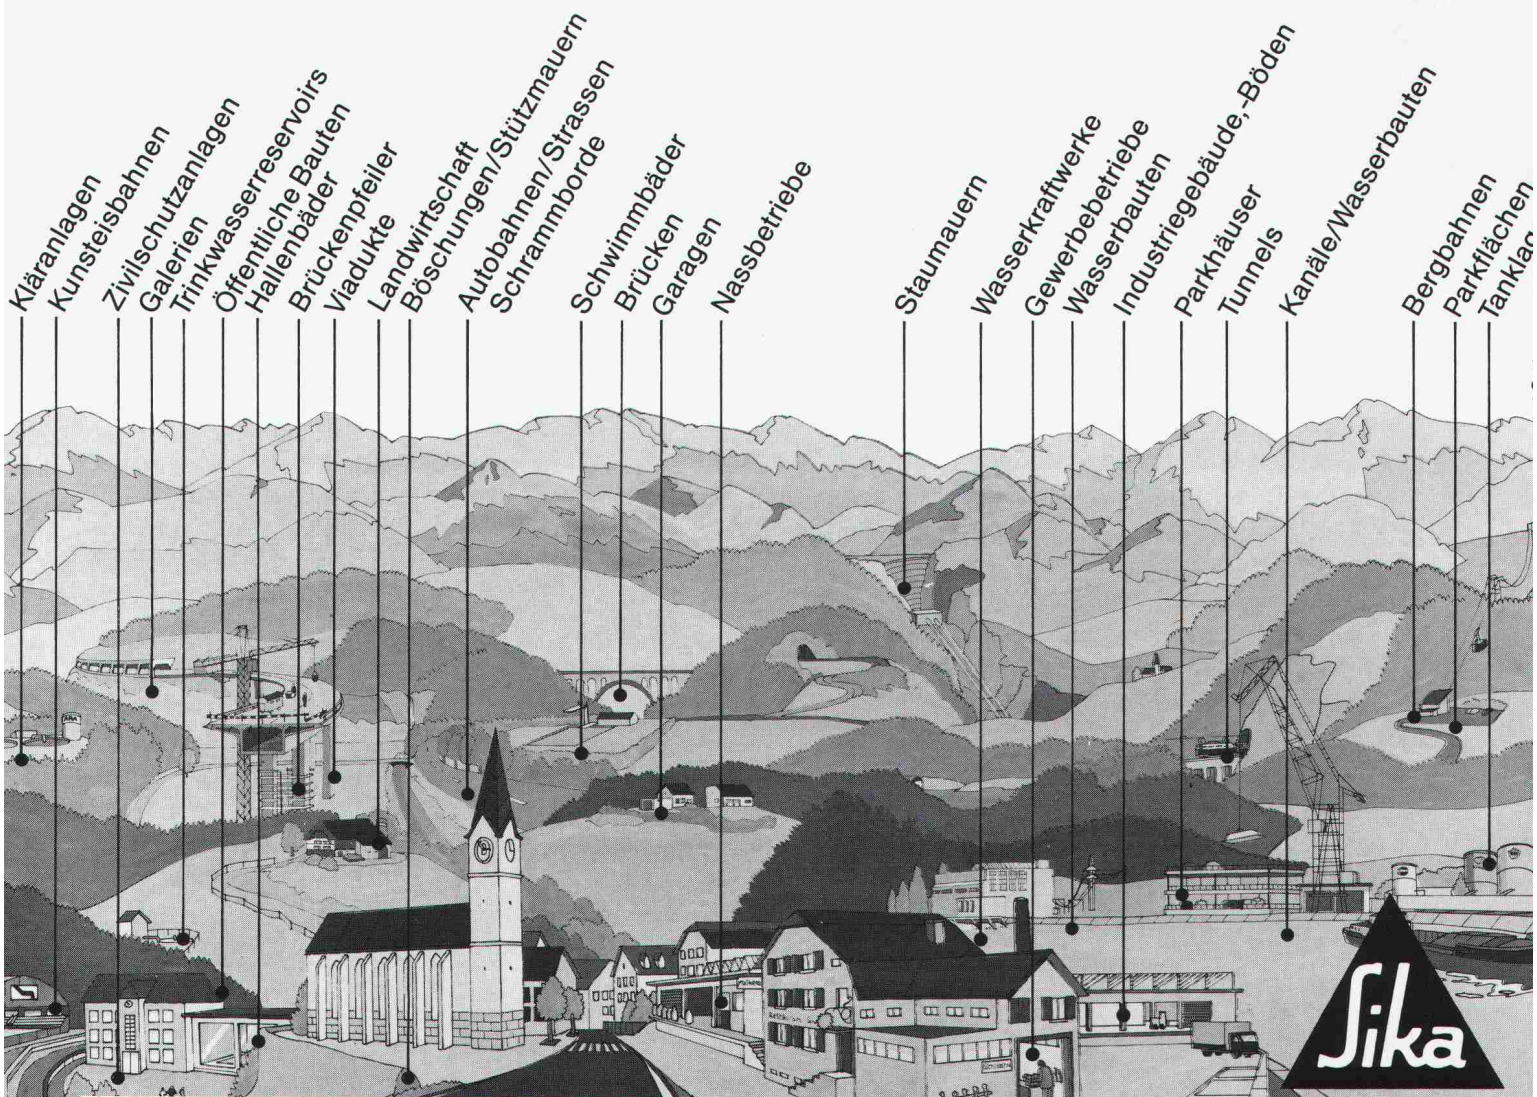 Kläranlagen
Kunsteisbahnen
Zivilschutzanlagen
Galerien
Trinkwasserreservoirs
Öffentliche Bauten
Hallenbäder
Brückenpfeiler
Viadukte
Landwirtschaft
Böschungen/Stützmauern
Autobahnen/Strassen
Schrammborde
Schwimmbäder
Brücken
Garagen
Nassbetriebe
Staumauern
Wasserkraftwerke
Gewerbebetriebe
Wasserbauten
Industriegebäude,-Böden
Parkhäuser
Tunnels
Kanäle/Wasserbauten
Bergbahnen
Parkflächen
Tanklag
Sika